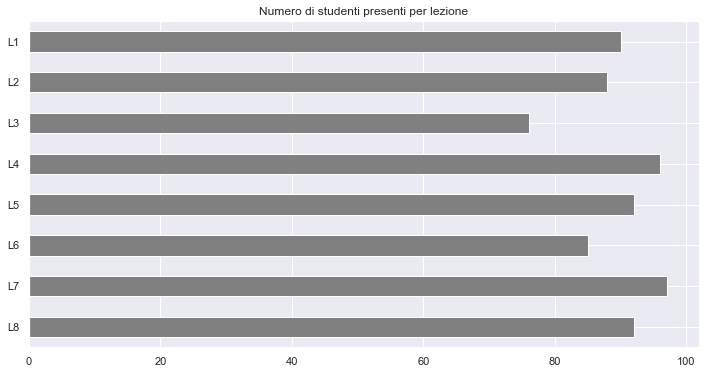 Numero di studenti presenti per lezione
L1
L2
L3
L4
L5
L6
L7
L8
0 20 40 60 80 100